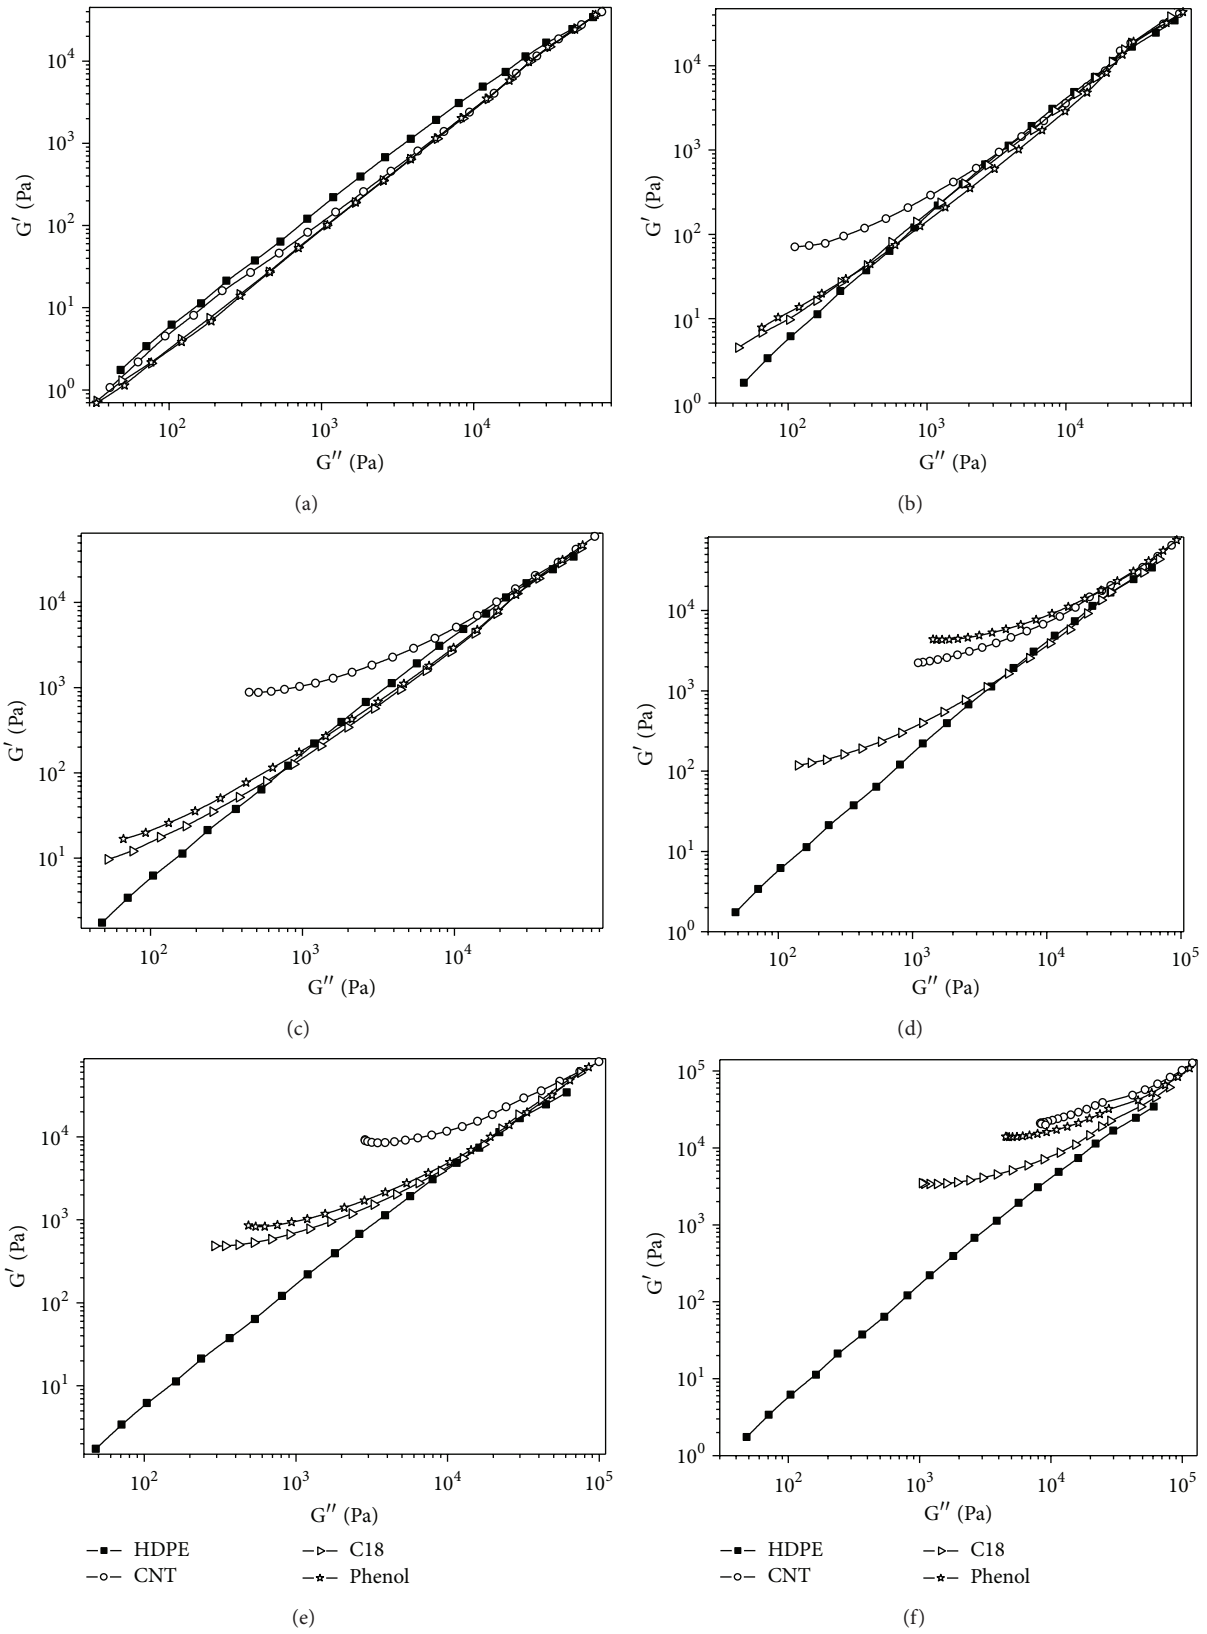 10⁴
10³
10²
10¹
10⁰
G′ (Pa)
10² 10³ 10⁴
G″ (Pa)
(a)
10⁴
10³
10²
10¹
10⁰
G′ (Pa)
10² 10³ 10⁴
G″ (Pa)
(b)
10⁴
10³
10²
10¹
G′ (Pa)
10² 10³ 10⁴
G″ (Pa)
(c)
10⁴
10³
10²
10¹
10⁰
G′ (Pa)
10² 10³ 10⁴ 10⁵
G″ (Pa)
(d)
10⁴
10³
10²
10¹
G′ (Pa)
10² 10³ 10⁴ 10⁵
G″ (Pa)
HDPE C18
CNT Phenol
(e)
10⁵
10⁴
10³
10²
10¹
10⁰
G′ (Pa)
10² 10³ 10⁴ 10⁵
G″ (Pa)
HDPE C18
CNT Phenol
(f)